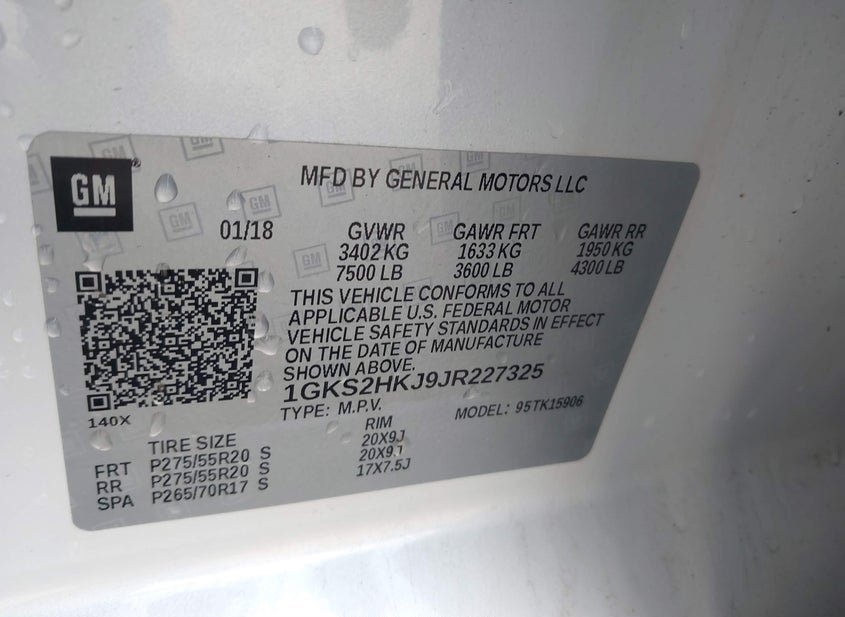 GM
MFD BY GENERAL MOTORS LLC
01/18 GVWR GAWR FRT GAWR RR
3402 KG 1633 KG 1950 KG
7500 LB 3600 LB 4300 LB
THIS VEHICLE CONFORMS TO ALL
APPLICABLE U.S. FEDERAL MOTOR
VEHICLE SAFETY STANDARDS IN EFFECT
ON THE DATE OF MANUFACTURE
SHOWN ABOVE.
1GKS2HKJ9JR227325
140X TYPE: M.P.V. MODEL: 95TK15906
TIRE SIZE RIM
FRT P275/55R20 S 20X9J
RR P275/55R20 S 20X9J
SPA P265/70R17 S 17X7.5J